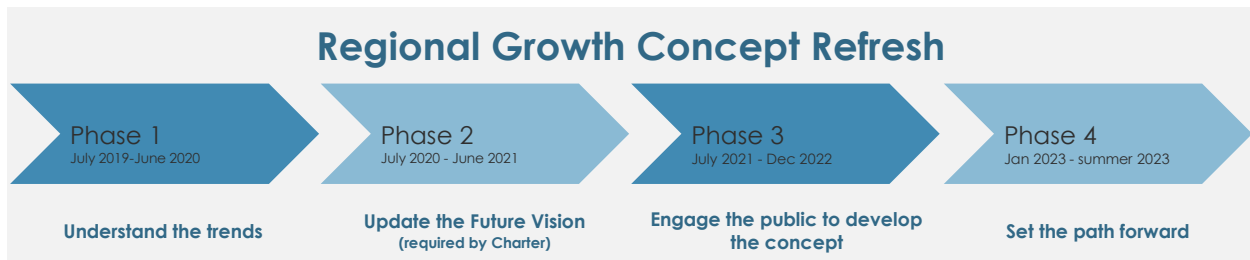 Regional Growth Concept Refresh
Phase 1
July 2019-June 2020
Phase 2
July 2020 - June 2021
Phase 3
July 2021 - Dec 2022
Phase 4
Jan 2023 - summer 2023
Understand the trends
Update the Future Vision
(required by Charter)
Engage the public to develop
the concept
Set the path forward